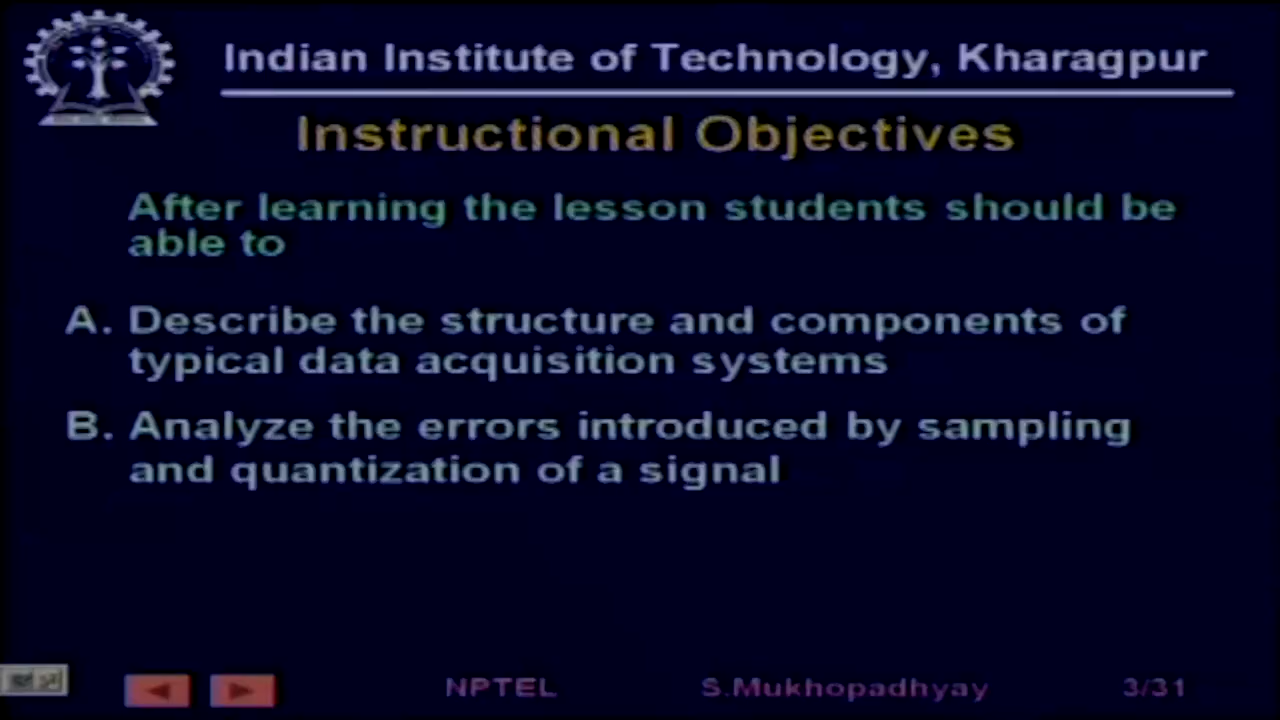 Indian Institute of Technology, Kharagpur
Instructional Objectives
After learning the lesson students should be
able to
A. Describe the structure and components of
typical data acquisition systems
B. Analyze the errors introduced by sampling
and quantization of a signal
NPTEL S.Mukhopadhyay 3/31